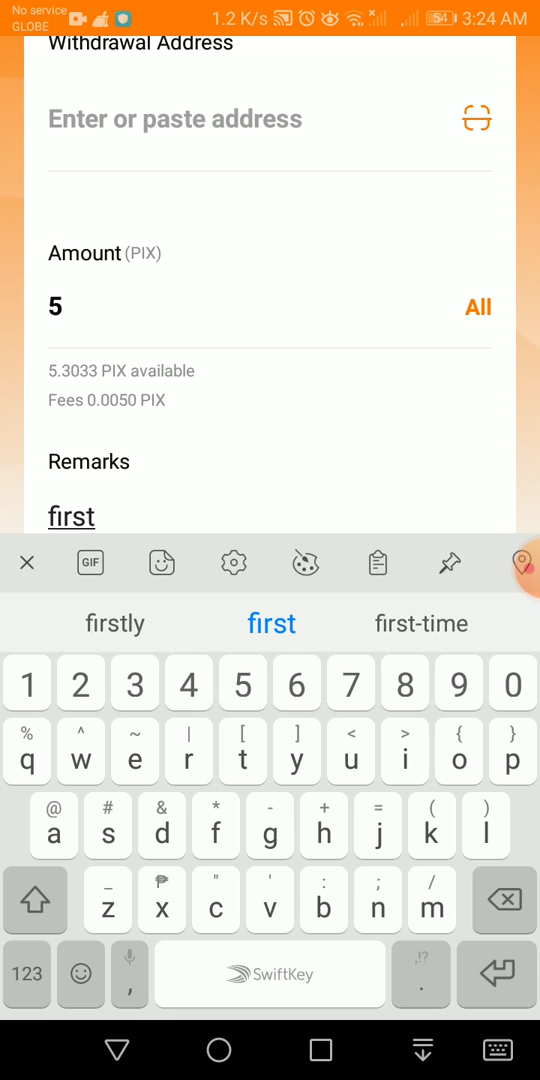 No service 1.2 K/s 54 3:24 AM
GLOBE
Withdrawal Address
Enter or paste address
Amount (PIX)
5 All
5.3033 PIX available
Fees 0.0050 PIX
Remarks
first
GIF
firstly first first-time
1 2 3 4 5 6 7 8 9 0
% ^ ~ | [ ] < > { }
q w e r t y u i o p
@ # & * - + = ( )
a s d f g h j k l
_ ₱ " ' : ; /
z x c v b n m
,!?
123 , SwiftKey .